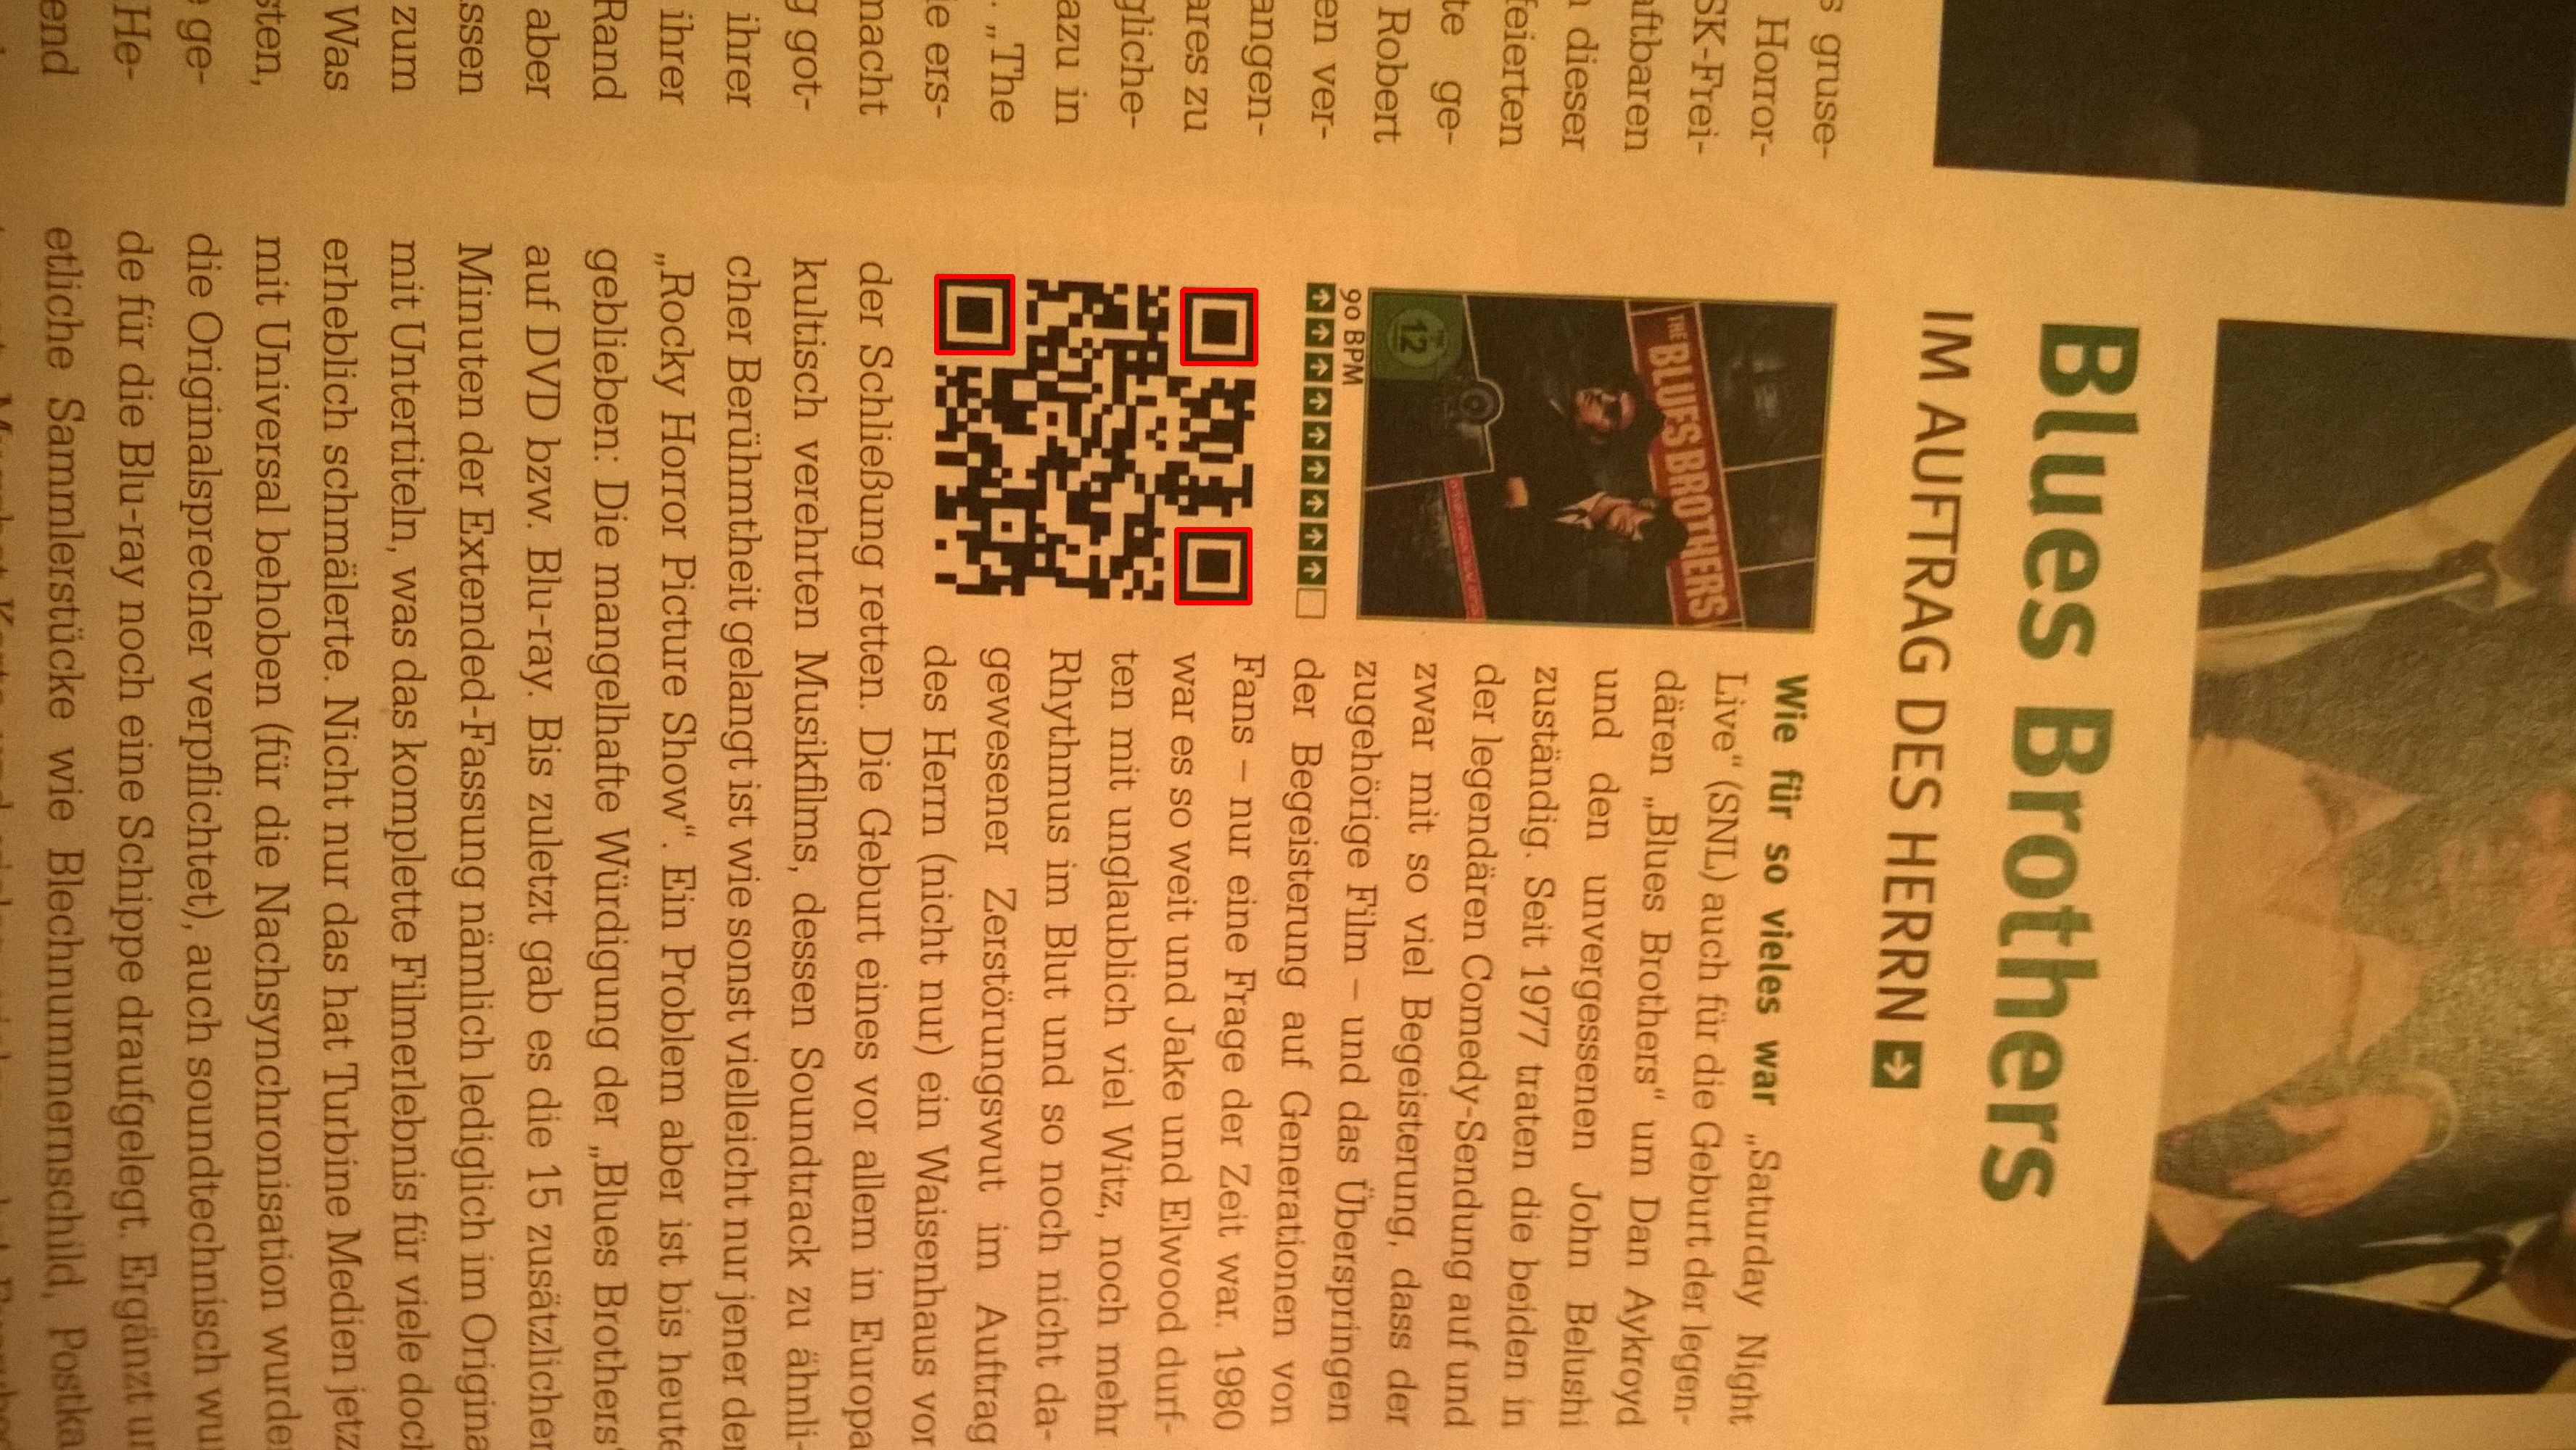 Blues Brothers
IM AUFTRAG DES HERRN
THE BLUES BROTHERS
12
90 BPM
Wie für so vieles war „Saturday Night
Live“ (SNL) auch für die Geburt der legen-
dären „Blues Brothers“ um Dan Aykroyd
und den unvergessenen John Belushi
zuständig. Seit 1977 traten die beiden in
der legendären Comedy-Sendung auf und
zwar mit so viel Begeisterung, dass der
zugehörige Film – und das Überspringen
der Begeisterung auf Generationen von
Fans – nur eine Frage der Zeit war. 1980
war es so weit und Jake und Elwood durf-
ten mit unglaublich viel Witz, noch mehr
Rhythmus im Blut und so noch nicht da-
gewesener Zerstörungswut im Auftrag
des Herrn (nicht nur) ein Waisenhaus vor
der Schließung retten. Die Geburt eines vor allem in Europa
kultisch verehrten Musikfilms, dessen Soundtrack zu ähnli-
cher Berühmtheit gelangt ist wie sonst vielleicht nur jener der
„Rocky Horror Picture Show“. Ein Problem aber ist bis heute
geblieben: Die mangelhafte Würdigung der „Blues Brothers“
auf DVD bzw. Blu-ray. Bis zuletzt gab es die 15 zusätzlichen
Minuten der Extended-Fassung nämlich lediglich im Origina
mit Untertiteln, was das komplette Filmerlebnis für viele doch
erheblich schmälerte. Nicht nur das hat Turbine Medien jetz
mit Universal behoben (für die Nachsynchronisation wurde
die Originalsprecher verpflichtet), auch soundtechnisch wu
de für die Blu-ray noch eine Schippe draufgelegt. Ergänzt u
etliche Sammlerstücke wie Blechnummernschild, Postka
s gruse-
Horror-
SK-Frei-
aftbaren
dieser
feierten
te ge-
Robert
en ver-
angen-
ares zu
gliche-
azu in
. „The
e ers-
macht
g got-
ihrer
ihrer
Rand
aber
ssen
zum
Was
sten,
ge-
He-
end